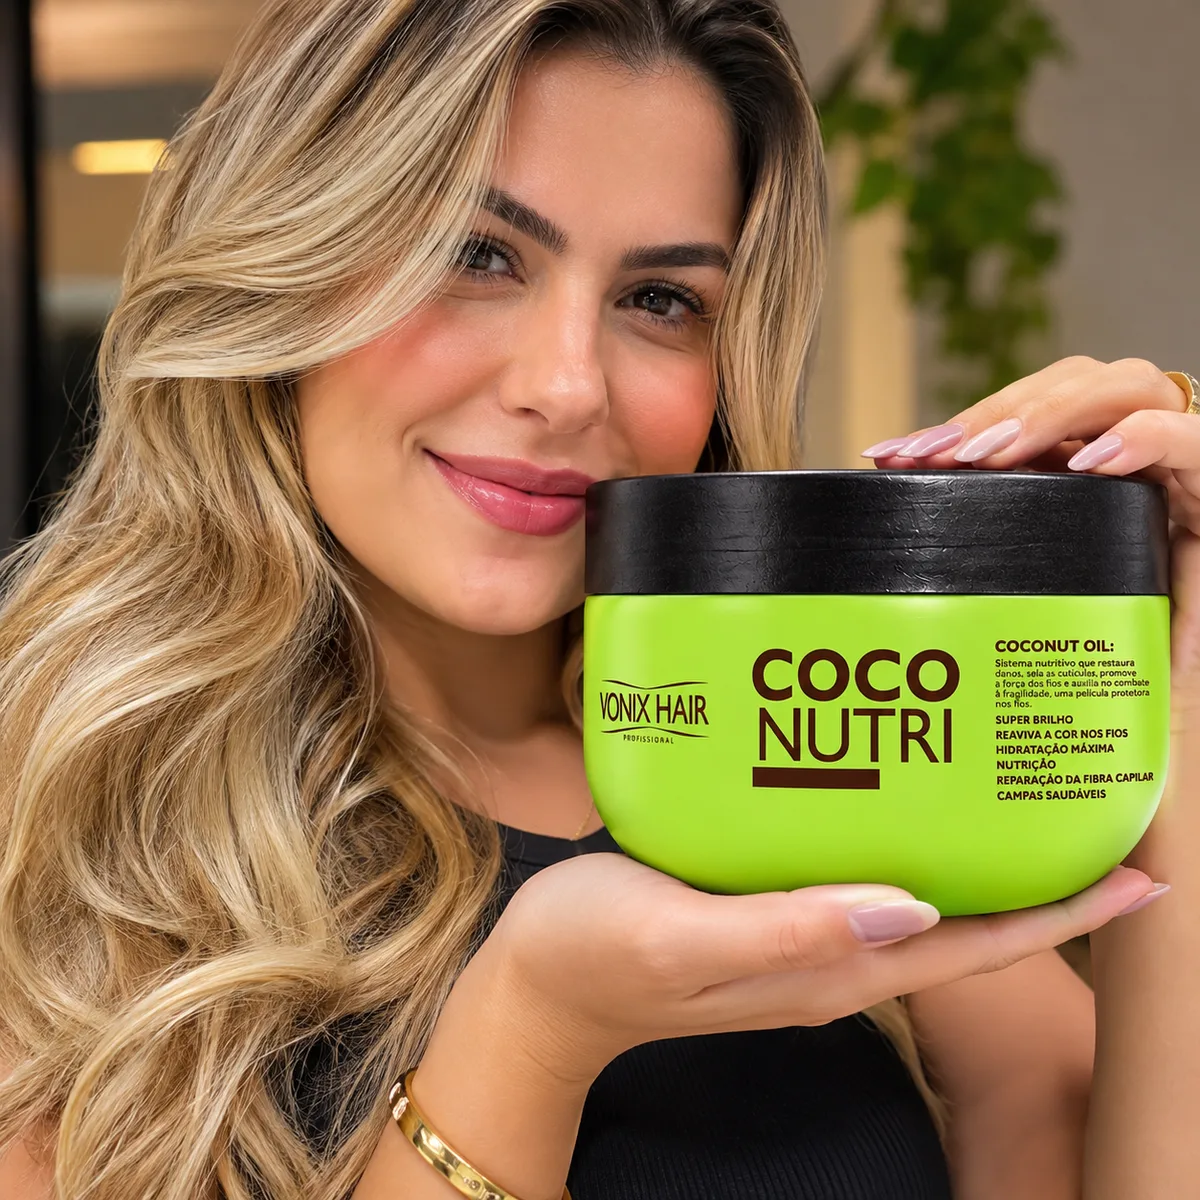 VONIX HAIR
PROFISSIONAL
COCO
NUTRI
COCONUT OIL:
Sistema nutritivo que restaura
danos, sela as cutículas, promove
a força dos fios e auxilia no combate
à fragilidade, uma película protetora
nos fios.
SUPER BRILHO
REAVIVA A COR NOS FIOS
HIDRATAÇÃO MÁXIMA
NUTRIÇÃO
REPARAÇÃO DA FIBRA CAPILAR
CAMPAS SAUDÁVEIS